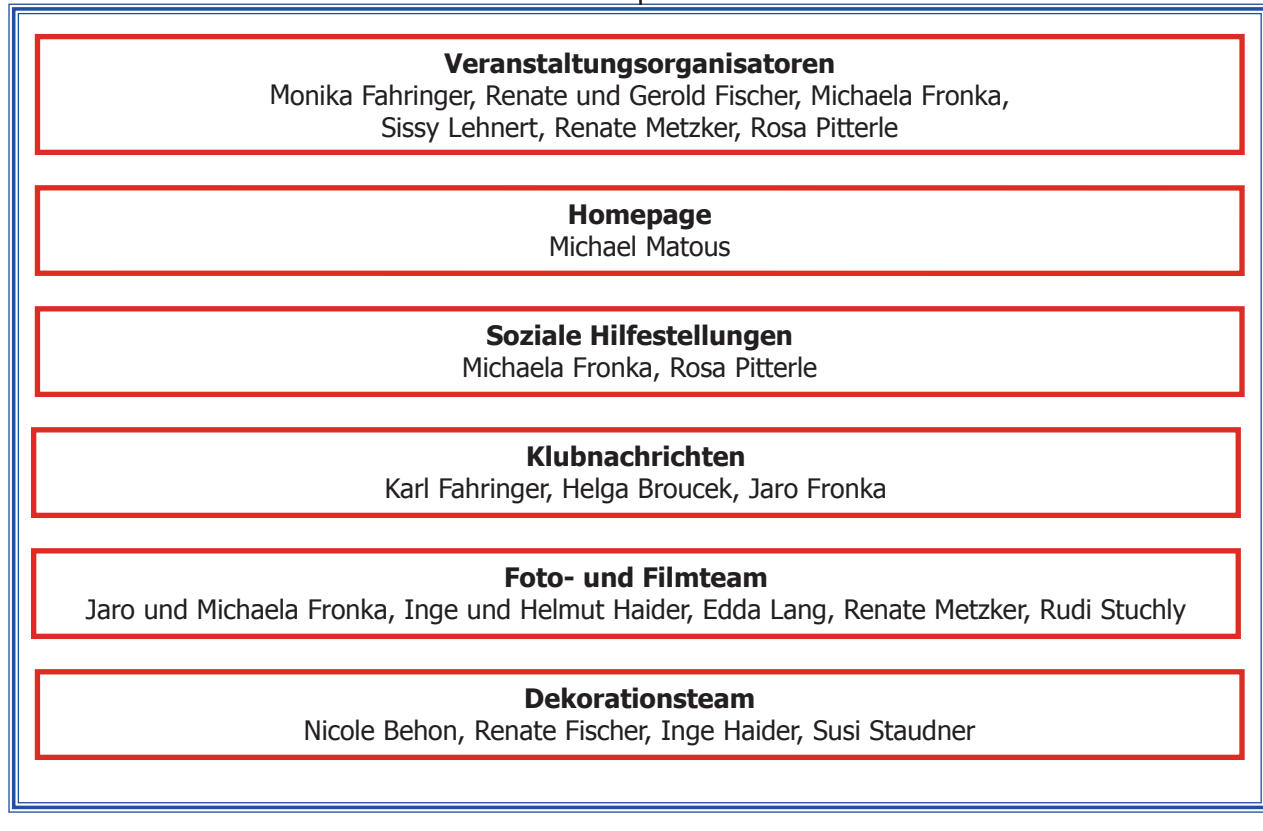 Veranstaltungsorganisatoren
Monika Fahringer, Renate und Gerold Fischer, Michaela Fronka,
Sissy Lehnert, Renate Metzker, Rosa Pitterle
Homepage
Michael Matous
Soziale Hilfestellungen
Michaela Fronka, Rosa Pitterle
Klubnachrichten
Karl Fahringer, Helga Broucek, Jaro Fronka
Foto- und Filmteam
Jaro und Michaela Fronka, Inge und Helmut Haider, Edda Lang, Renate Metzker, Rudi Stuchly
Dekorationsteam
Nicole Behon, Renate Fischer, Inge Haider, Susi Staudner